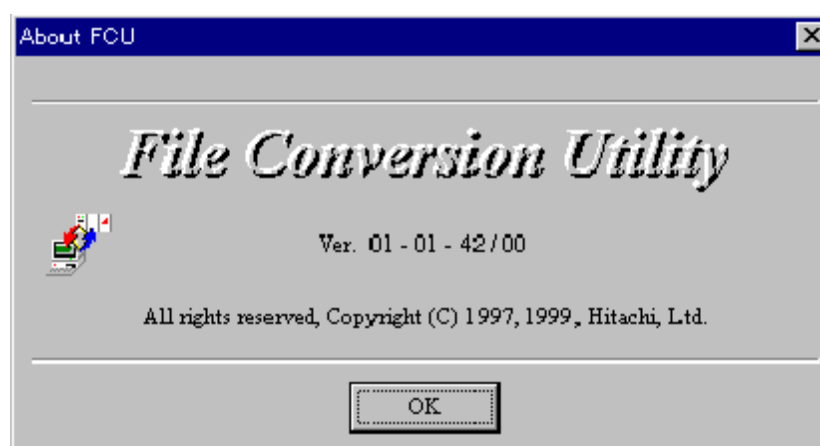 About FCU
File Conversion Utility
Ver. 01 - 01 - 42 / 00
All rights reserved, Copyright (C) 1997, 1999, Hitachi, Ltd.
OK